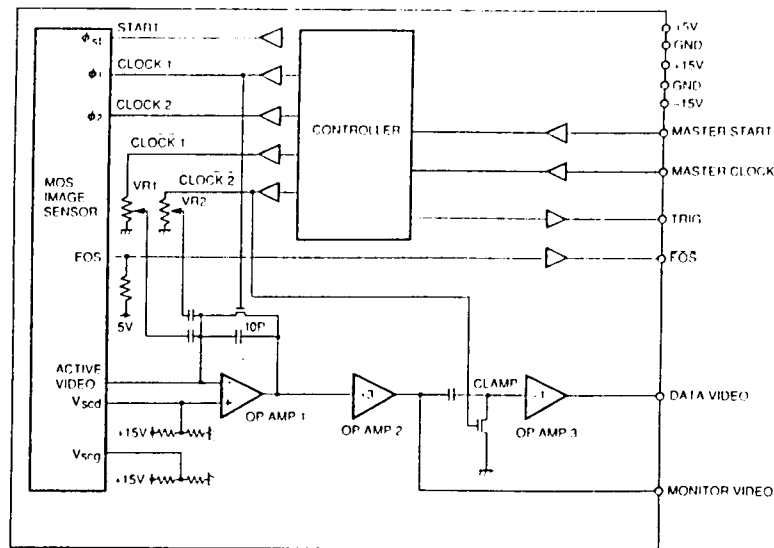 START
φst
+5V
GND
+15V
GND
-15V
φ1
CLOCK 1
φ2
CLOCK 2
CONTROLLER
MASTER START
CLOCK 1
MASTER CLOCK
MOS
IMAGE
SENSOR
VR1
CLOCK 2
VR2
TRIG
EOS
EOS
5V
10P
ACTIVE
VIDEO
-
+
OP AMP 1
OP AMP 2
CLAMP
OP AMP 3
DATA VIDEO
Vscd
+15V
Vscg
+15V
MONITOR VIDEO